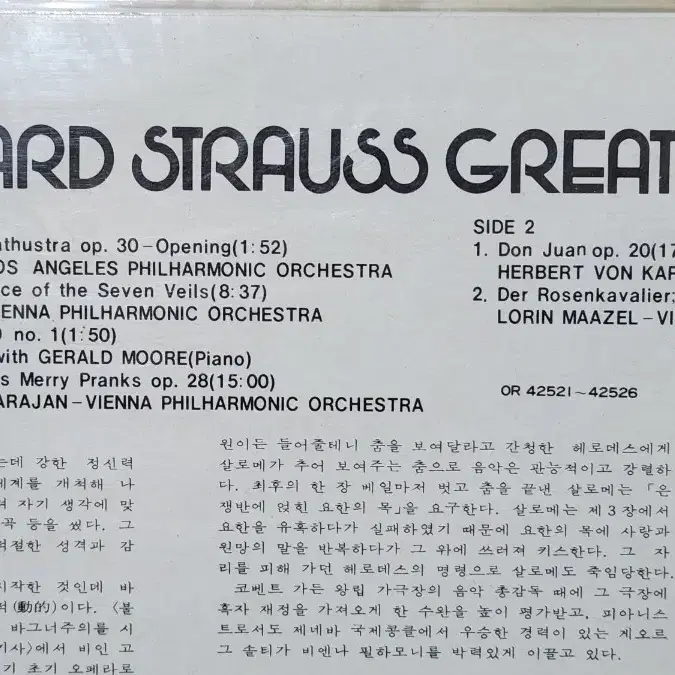 ARD STRAUSS GREAT
athustra op. 30-Opening(1:52)
OS ANGELES PHILHARMONIC ORCHESTRA
ce of the Seven Veils(8:37)
ENNA PHILHARMONIC ORCHESTRA
no. 1(1:50)
with GERALD MOORE(Piano)
s Merry Pranks op. 28(15:00)
ARAJAN-VIENNA PHILHARMONIC ORCHESTRA
SIDE 2
1. Don Juan op. 20(17
HERBERT VON KAR
2. Der Rosenkavalier:
LORIN MAAZEL-VI
OR 42521~42526
는데 강한 정신력
세계를 개척해 나
 자기 생각에 맞
곡 등을 썼다. 그
적절한 성격과 감
시작한 것인데 바
적(動的)이다. 〈불
바그너주의를 시
기사〉에서 비인 고
기 초기 오페라로
원이든 들어줄테니 춤을 보여달라고 간청한 헤로데스에게
살로메가 추어 보여주는 춤으로 음악은 관능적이고 강렬하
다. 최후의 한 장 베일마저 벗고 춤을 끝낸 살로메는 「은
쟁반에 얹힌 요한의 목」을 요구한다. 살로메는 제 3 장에서
요한을 유혹하다가 실패하였기 때문에 요한의 목에 사랑과
원망의 말을 반복하다가 그 위에 쓰러져 키스한다. 그 자
리를 피해 가던 헤로데스의 명령으로 살로메도 죽임당한다.
코벤트 가든 왕립 가극장의 음악 총감독 때에 그 극장에
흑자 재정을 가져오게 한 수완을 높이 평가받고, 피아니스
트로서도 제네바 국제콩쿨에서 우승한 경력이 있는 게오르
그 솔티가 비엔나 필하모니를 박력있게 이끌고 있다.